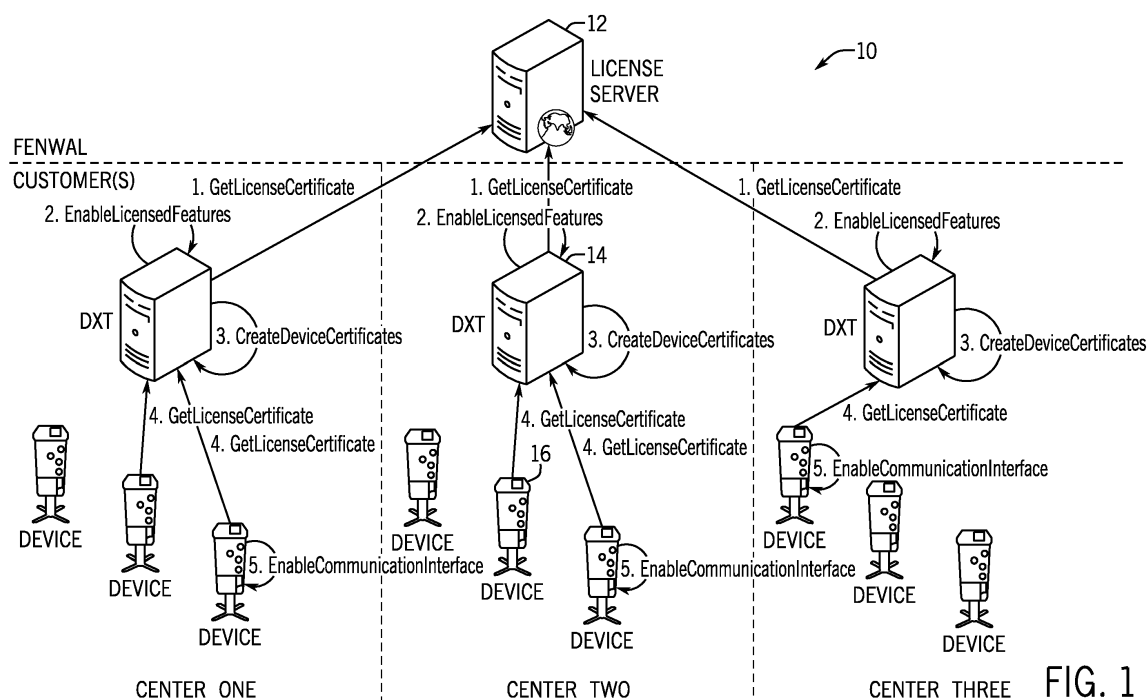 12
LICENSE
SERVER
10
FENWAL
CUSTOMER(S)
1. GetLicenseCertificate
2. EnableLicensedFeatures
DXT
3. CreateDeviceCertificates
4. GetLicenseCertificate
4. GetLicenseCertificate
DEVICE
DEVICE
5. EnableCommunicationInterface
DEVICE
CENTER ONE
1. GetLicenseCertificate
2. EnableLicensedFeatures
14
DXT
3. CreateDeviceCertificates
4. GetLicenseCertificate
4. GetLicenseCertificate
16
DEVICE
DEVICE
5. EnableCommunicationInterface
DEVICE
CENTER TWO
1. GetLicenseCertificate
2. EnableLicensedFeatures
DXT
3. CreateDeviceCertificates
4. GetLicenseCertificate
5. EnableCommunicationInterface
DEVICE
DEVICE
DEVICE
CENTER THREE
FIG. 1